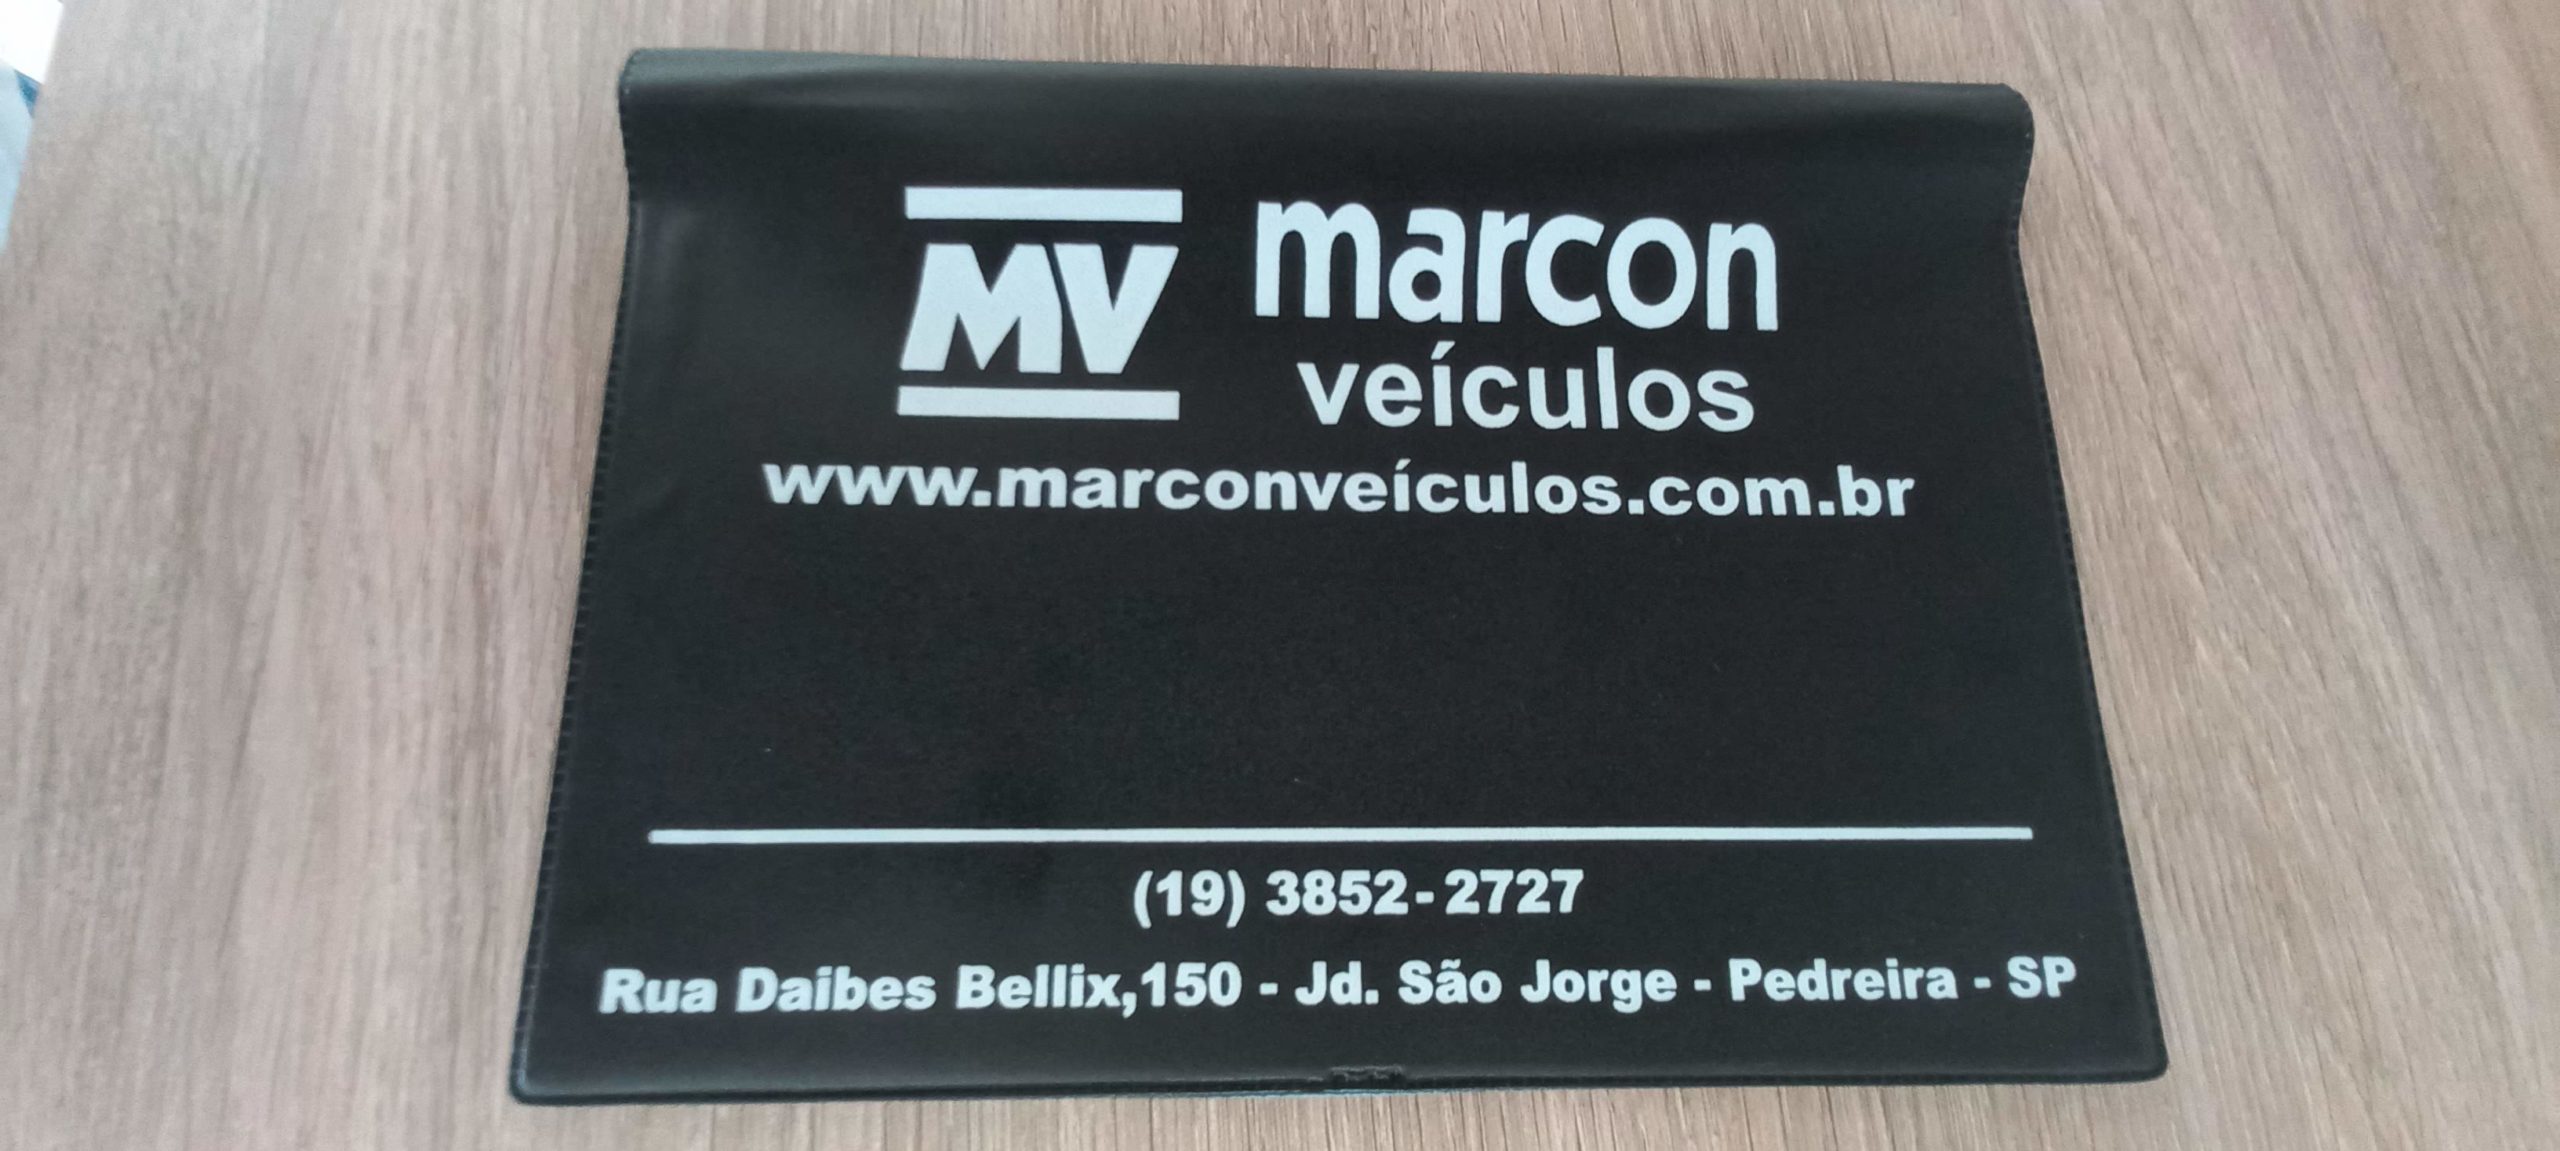 MV marcon
veículos
www.marconveículos.com.br
(19) 3852-2727
Rua Daibes Bellix,150 - Jd. São Jorge - Pedreira - SP